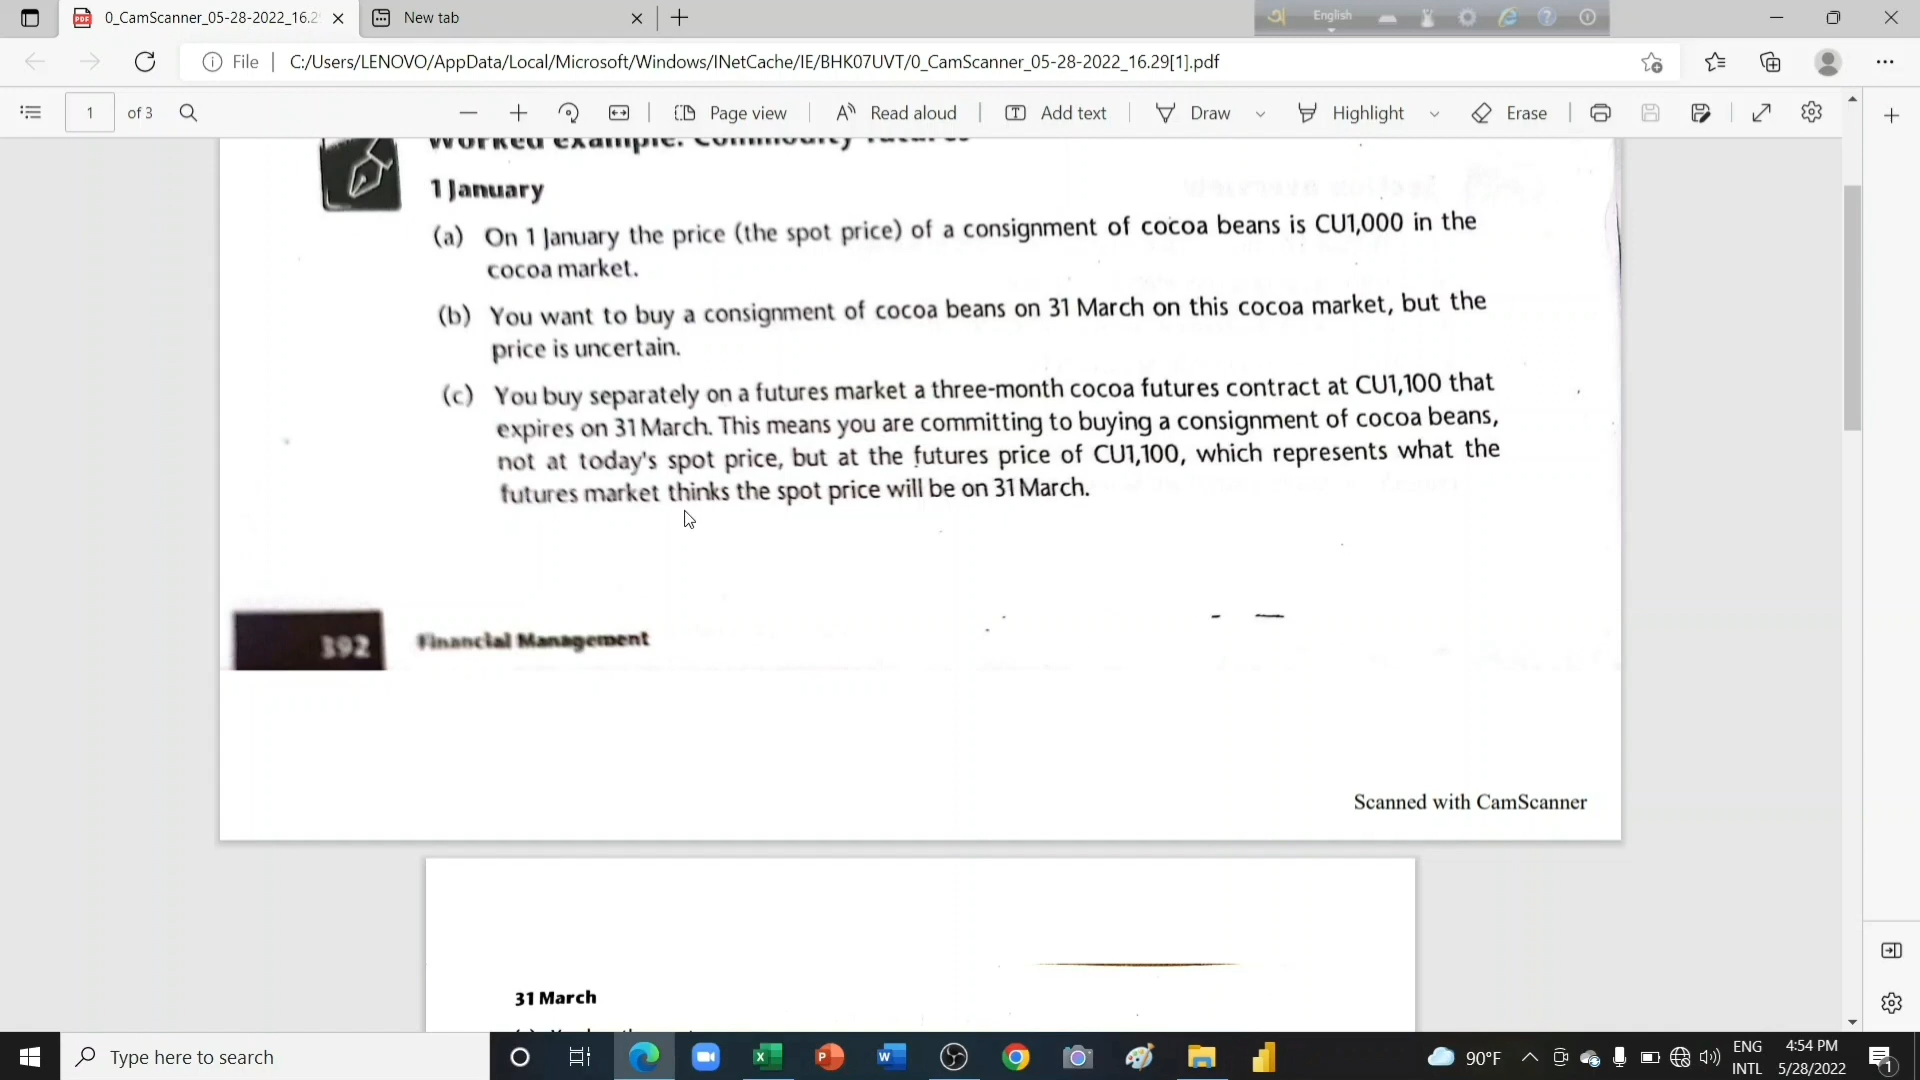 0_CamScanner_05-28-2022_16.2
New tab
English
File
C:/Users/LENOVO/AppData/Local/Microsoft/Windows/INetCache/IE/BHK07UVT/0_CamScanner_05-28-2022_16.29[1].pdf
1 of 3
Page view
Read aloud
Add text
Draw
Highlight
Erase
Worked example: Commodity futures
1 January
(a) On 1 January the price (the spot price) of a consignment of cocoa beans is CU1,000 in the
cocoa market.
(b) You want to buy a consignment of cocoa beans on 31 March on this cocoa market, but the
price is uncertain.
(c) You buy separately on a futures market a three-month cocoa futures contract at CU1,100 that
expires on 31 March. This means you are committing to buying a consignment of cocoa beans,
not at today's spot price, but at the futures price of CU1,100, which represents what the
futures market thinks the spot price will be on 31 March.
392 Financial Management
Scanned with CamScanner
31 March
Type here to search
90°F
ENG
INTL
4:54 PM
5/28/2022
1